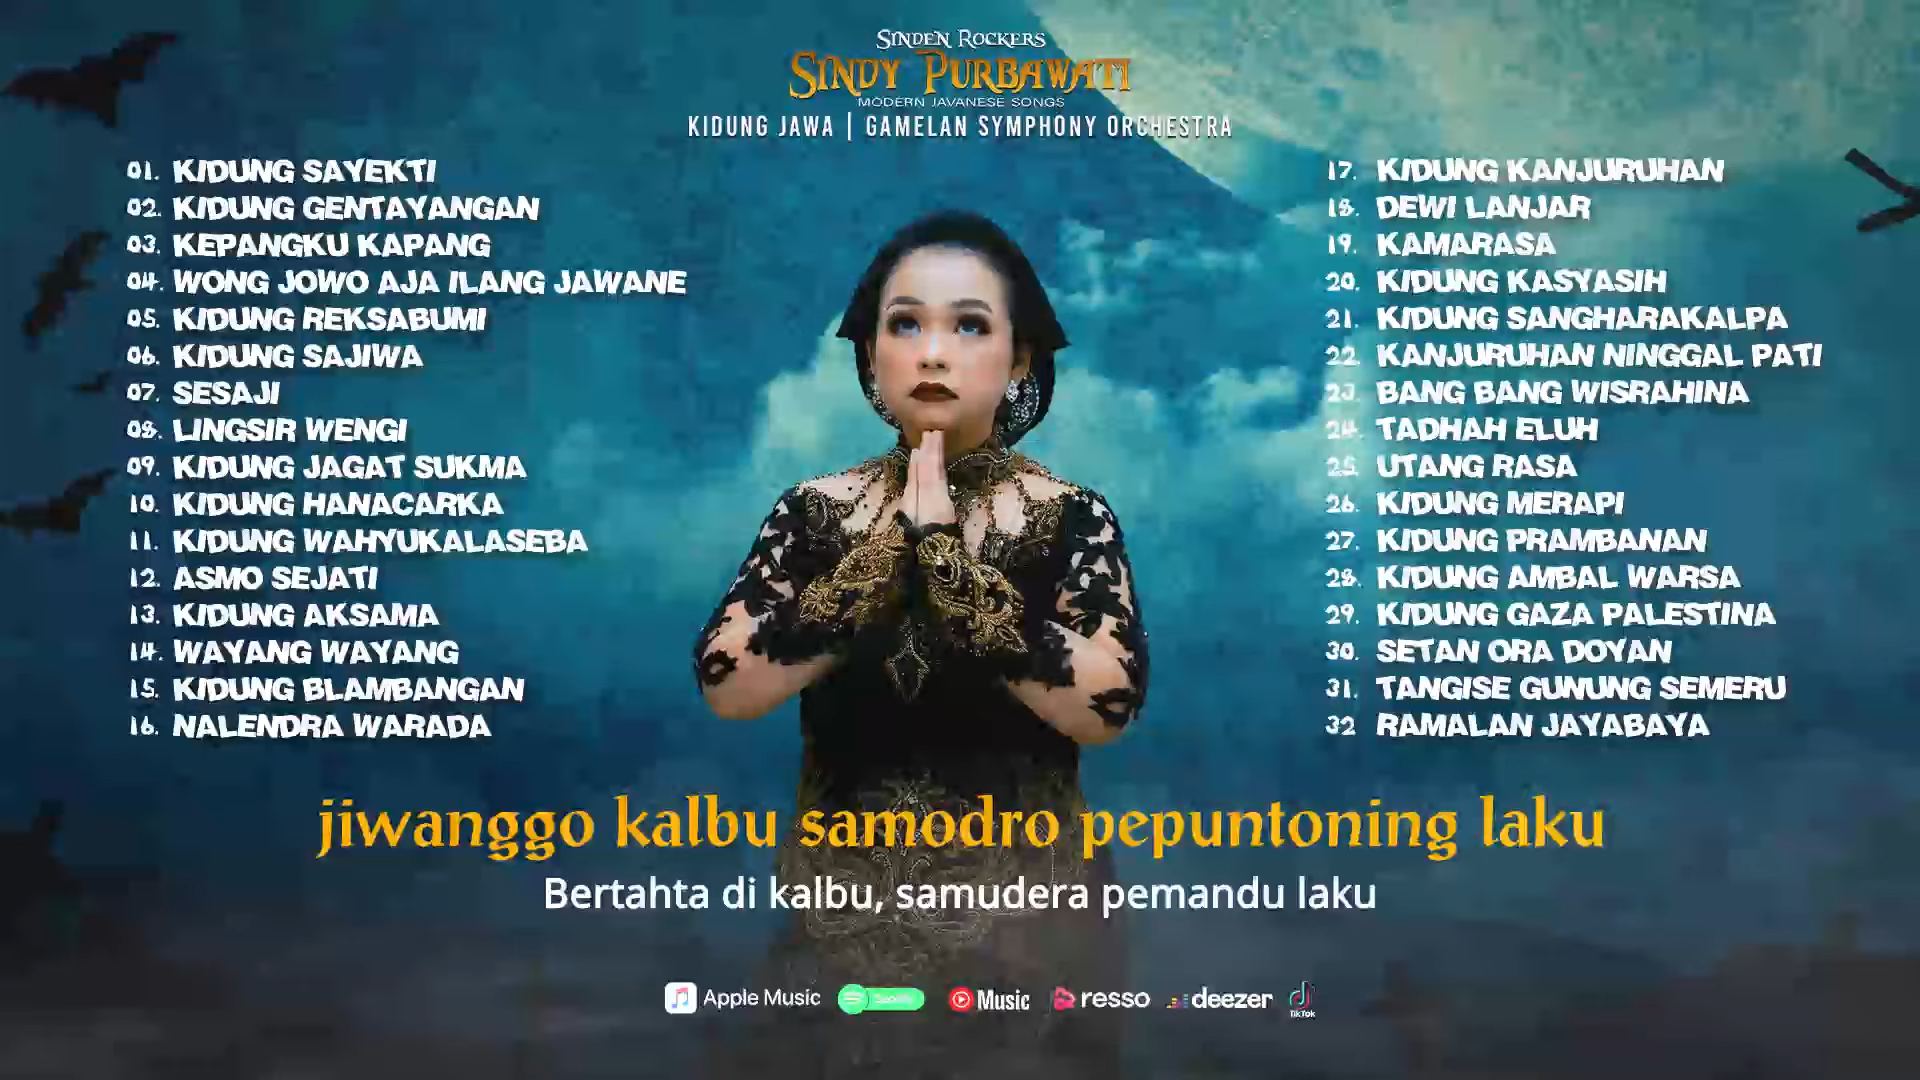 SINDEN ROCKERS
SINDY PURBAWATI
MODERN JAVANESE SONGS
KIDUNG JAWA | GAMELAN SYMPHONY ORCHESTRA
01. KIDUNG SAYEKTI
02. KIDUNG GENTAYANGAN
03. KEPANGKU KAPANG
04. WONG JOWO AJA ILANG JAWANE
05. KIDUNG REKSABUMI
06. KIDUNG SAJIWA
07. SESAJI
08. LINGSIR WENGI
09. KIDUNG JAGAT SUKMA
10. KIDUNG HANACARKA
11. KIDUNG WAHYUKALASEBA
12. ASMO SEJATI
13. KIDUNG AKSAMA
14. WAYANG WAYANG
15. KIDUNG BLAMBANGAN
16. NALENDRA WARADA
17. KIDUNG KANJURUHAN
18. DEWI LANJAR
19. KAMARASA
20. KIDUNG KASYASIH
21. KIDUNG SANGHARAKALPA
22. KANJURUHAN NINGGAL PATI
23. BANG BANG WISRAHINA
24. TADHAH ELUH
25. UTANG RASA
26. KIDUNG MERAPI
27. KIDUNG PRAMBANAN
28. KIDUNG AMBAL WARSA
29. KIDUNG GAZA PALESTINA
30. SETAN ORA DOYAN
31. TANGISE GUNUNG SEMERU
32 RAMALAN JAYABAYA
jiwanggo kalbu samodro pepuntoning laku
Bertahta di kalbu, samudera pemandu laku
Apple Music Spotify Music resso deezer TikTok